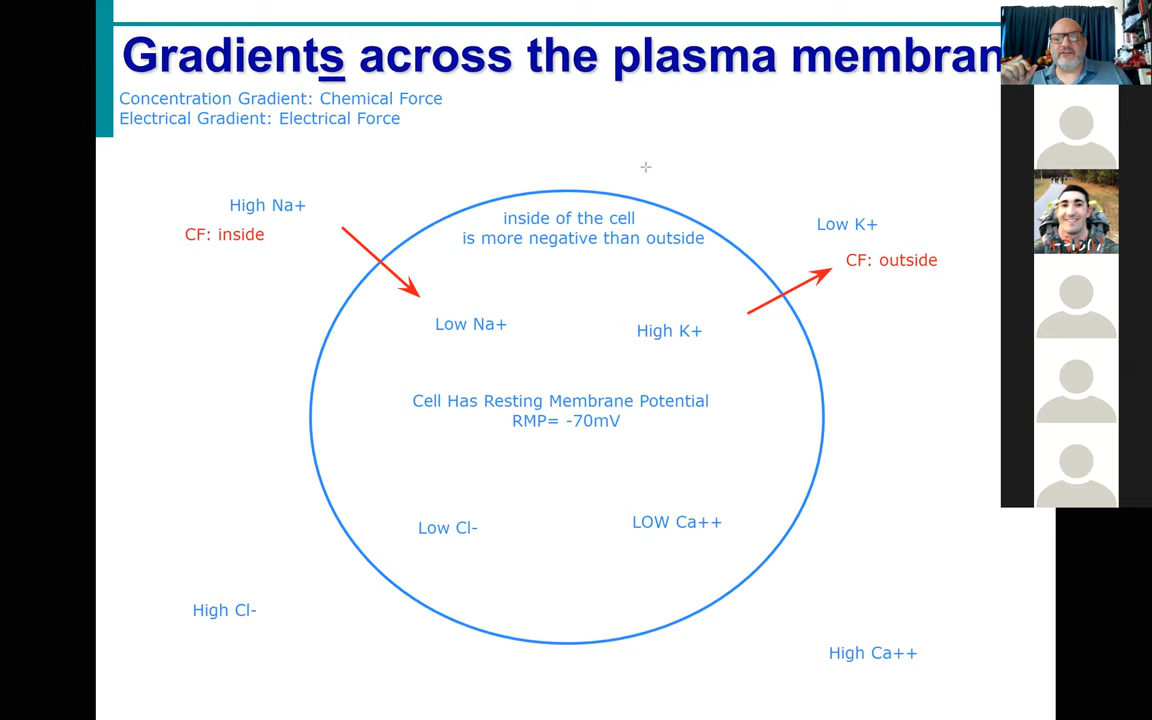 Gradients across the plasma membran
Concentration Gradient: Chemical Force
Electrical Gradient: Electrical Force
High Na+
CF: inside
inside of the cell
is more negative than outside
Low K+
CF: outside
Low Na+
High K+
Cell Has Resting Membrane Potential
RMP= -70mV
Low Cl-
LOW Ca++
High Cl-
High Ca++